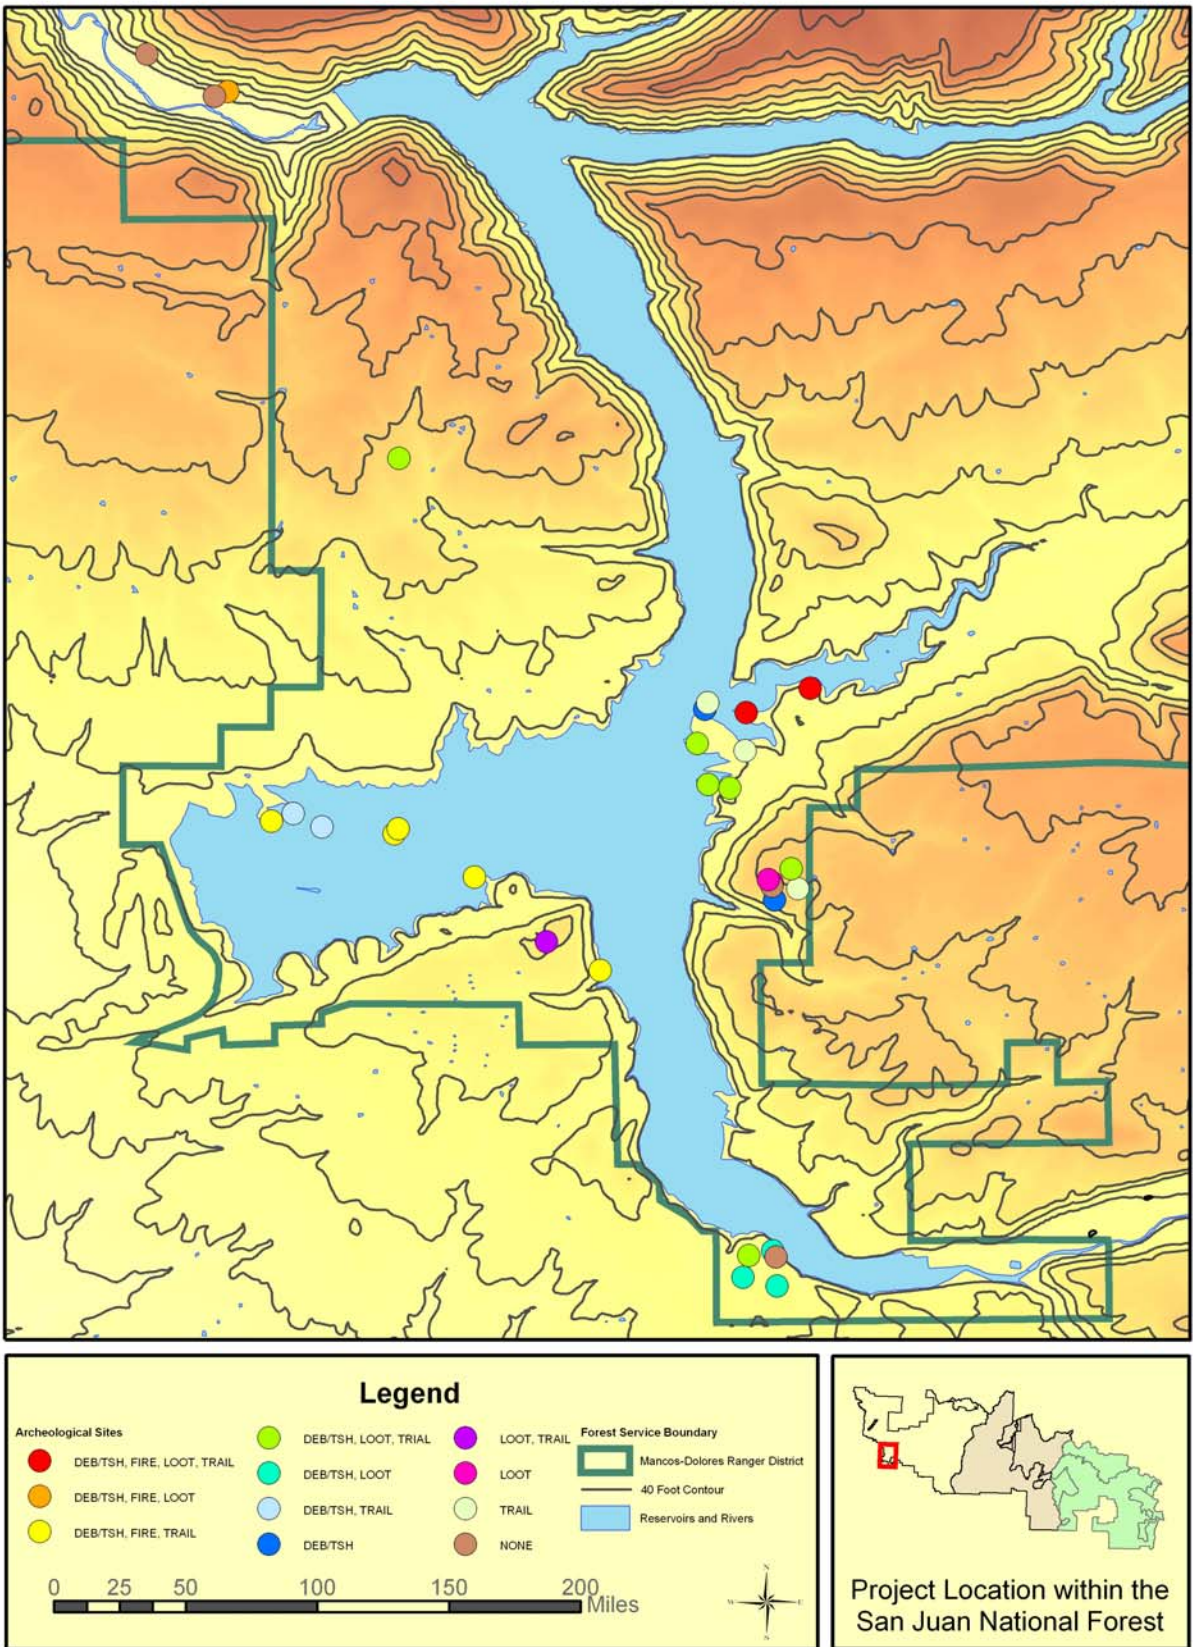 Legend
Archeological Sites
DEB/TSH, FIRE, LOOT, TRAIL
DEB/TSH, FIRE, LOOT
DEB/TSH, FIRE, TRAIL
DEB/TSH, LOOT, TRIAL
DEB/TSH, LOOT
DEB/TSH, TRAIL
DEB/TSH
LOOT, TRAIL
LOOT
TRAIL
NONE
Forest Service Boundary
Mancos-Dolores Ranger District
40 Foot Contour
Reservoirs and Rivers
0 25 50 100 150 200 Miles
N
W E
S
Project Location within the
San Juan National Forest